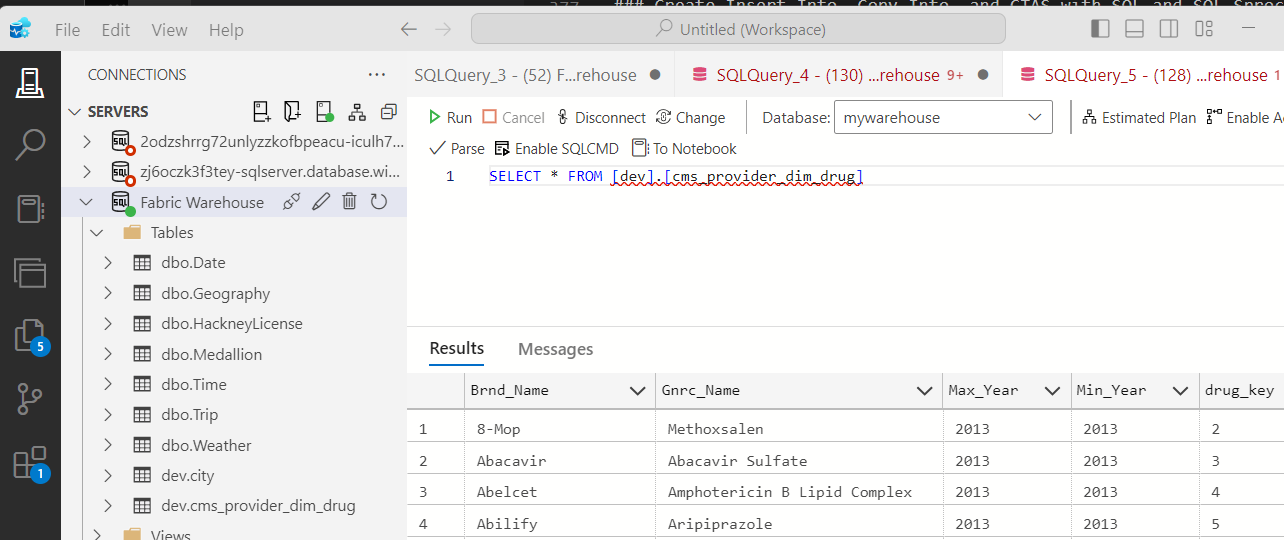 ### Create Insert Into, Copy Into, and CTAS with SQL and SQL Sproc
File Edit View Help
Untitled (Workspace)
CONNECTIONS
SQLQuery_3 - (52) F...rehouse
SQLQuery_4 - (130) ...rehouse 9+
SQLQuery_5 - (128) ...rehouse 1
SERVERS
Run Cancel Disconnect Change Database: mywarehouse Estimated Plan Enable A
2odzshrrg72unlyzzkofbpeacu-iculh7...
Parse Enable SQLCMD To Notebook
zj6oczk3f3tey-sqlserver.database.wi...
1 SELECT * FROM [dev].[cms_provider_dim_drug]
Fabric Warehouse
Tables
dbo.Date
dbo.Geography
dbo.HackneyLicense
dbo.Medallion
dbo.Time
dbo.Trip
dbo.Weather
dev.city
dev.cms_provider_dim_drug
Views
5
1
Results Messages
Brnd_Name Gnrc_Name Max_Year Min_Year drug_key
1 8-Mop Methoxsalen 2013 2013 2
2 Abacavir Abacavir Sulfate 2013 2013 3
3 Abelcet Amphotericin B Lipid Complex 2013 2013 4
4 Abilify Aripiprazole 2013 2013 5